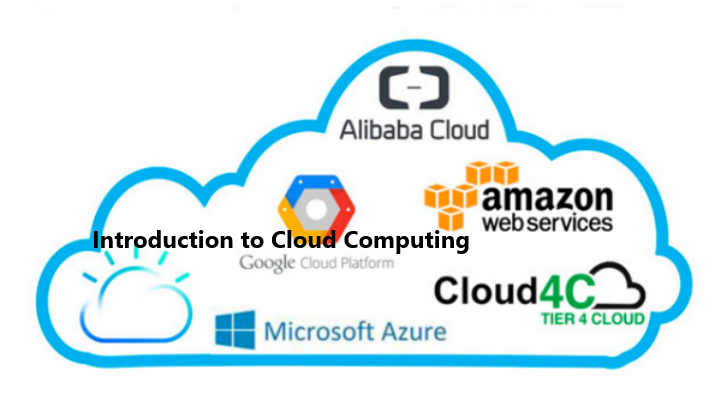 Alibaba Cloud
amazon
web services
Introduction to Cloud Computing
Google Cloud Platform
Cloud4C
TIER 4 CLOUD
Microsoft Azure